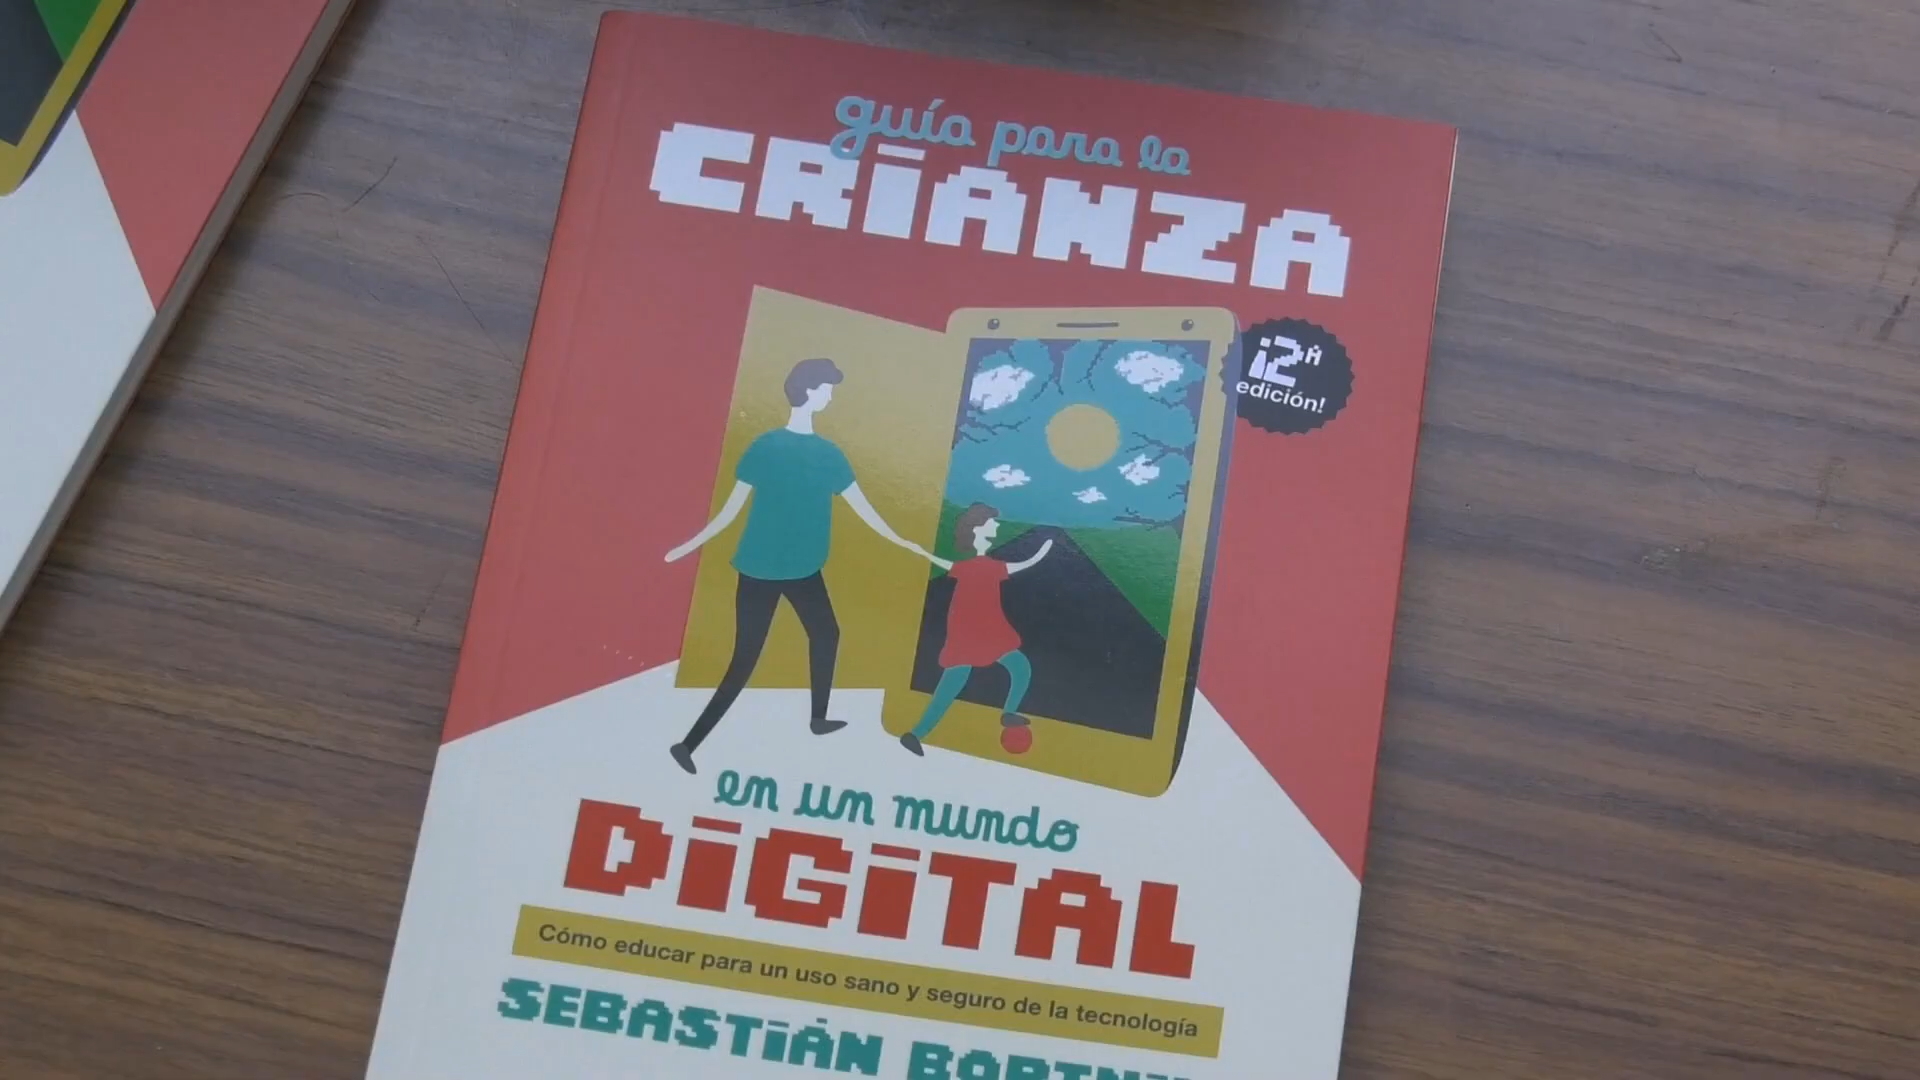 guía para la
CRIANZA
¡2ª
edición!
en un mundo
DIGITAL
Cómo educar para un uso sano y seguro de la tecnología
SEBASTIÁN